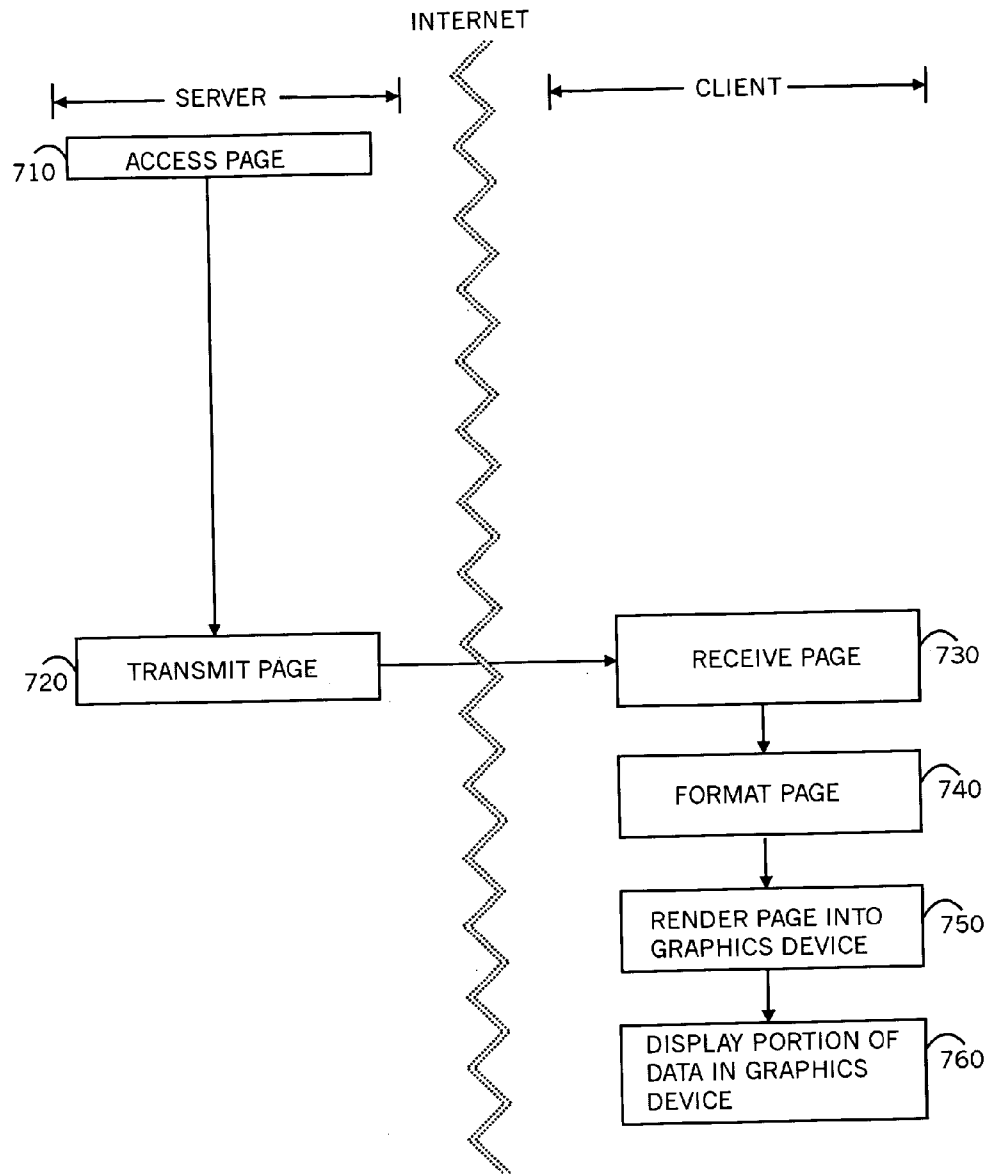 INTERNET
SERVER
CLIENT
710
ACCESS PAGE
720
TRANSMIT PAGE
RECEIVE PAGE
730
FORMAT PAGE
740
RENDER PAGE INTO
GRAPHICS DEVICE
750
DISPLAY PORTION OF
DATA IN GRAPHICS
DEVICE
760